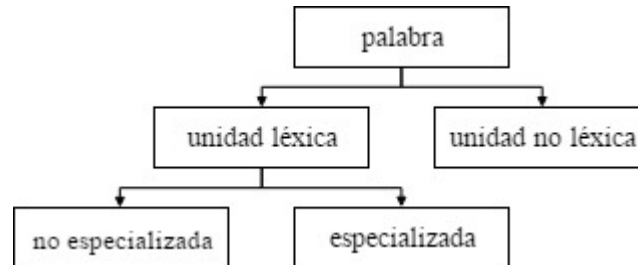 palabra
unidad léxica
unidad no léxica
no especializada
especializada